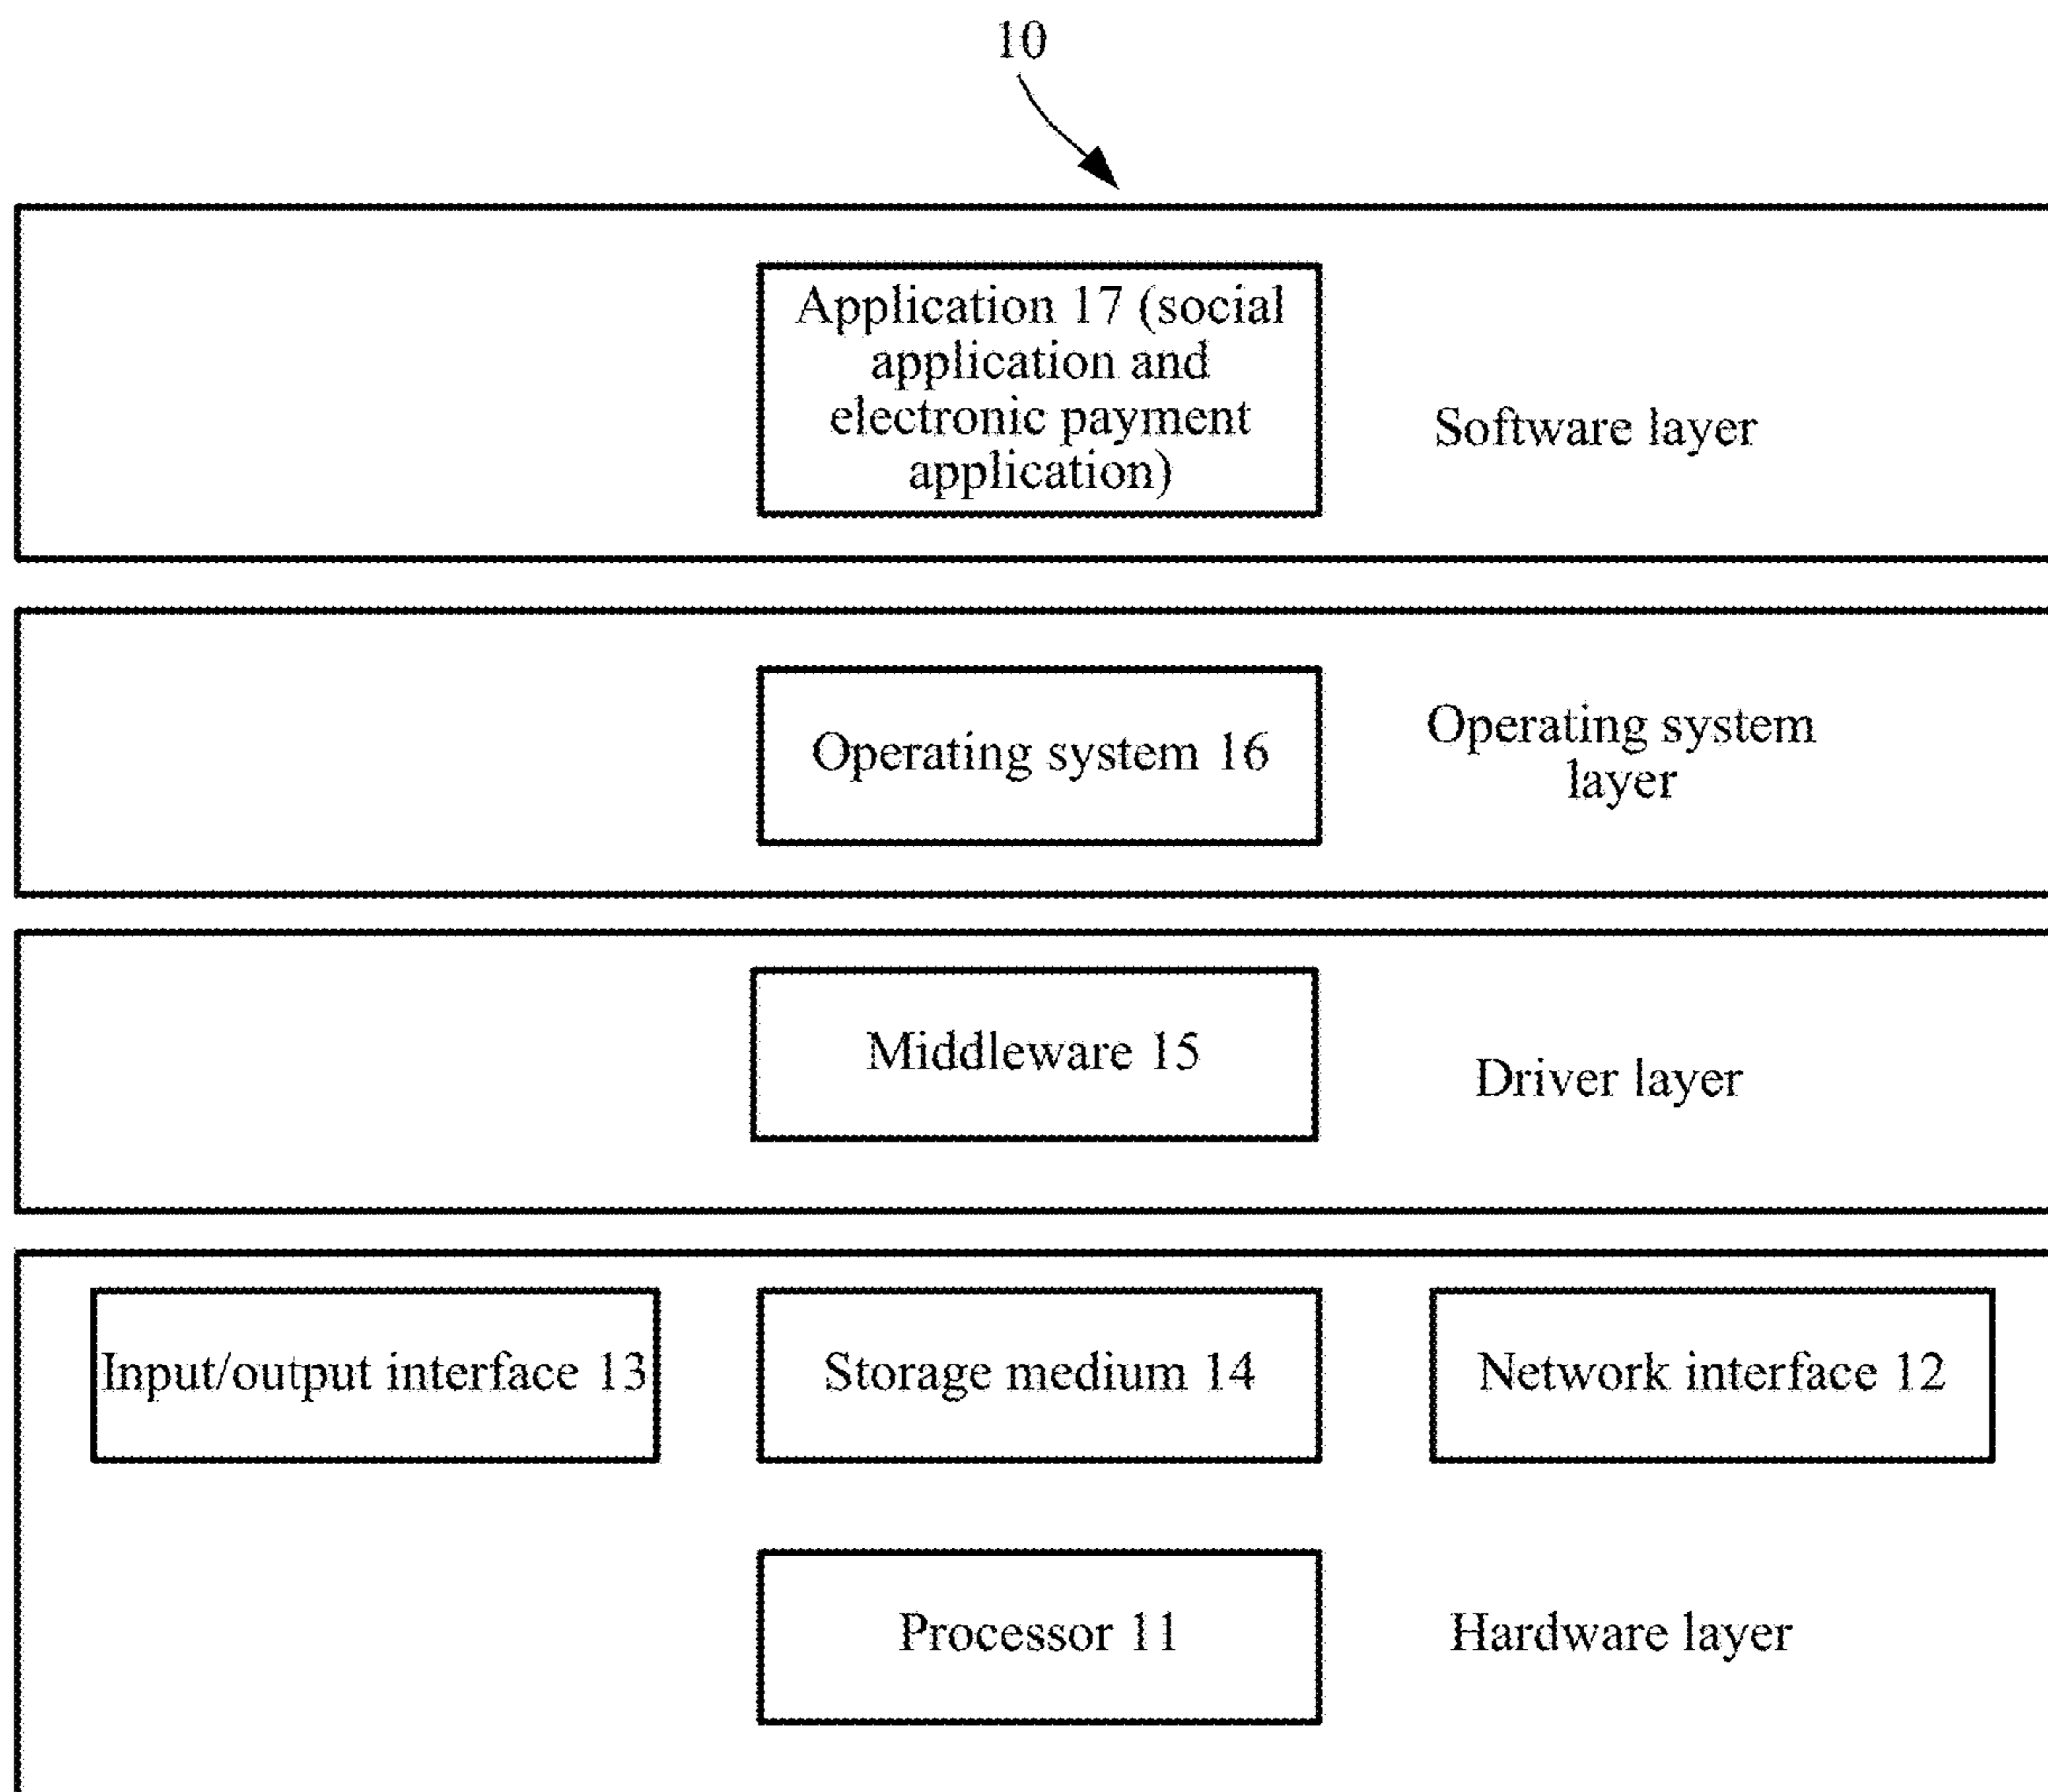 10
Application 17 (social
application and
electronic payment
application)
Software layer
Operating system 16
Operating system
layer
Middleware 15
Driver layer
Input/output interface 13
Storage medium 14
Network interface 12
Processor 11
Hardware layer